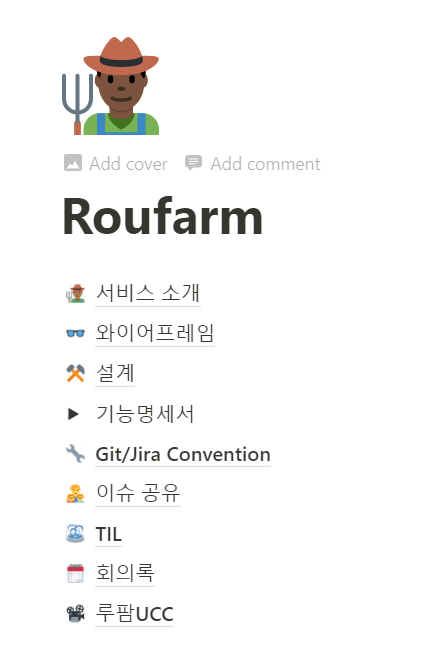 Add cover Add comment
Roufarm
서비스 소개
와이어프레임
설계
기능명세서
Git/Jira Convention
이슈 공유
TIL
회의록
루팜UCC